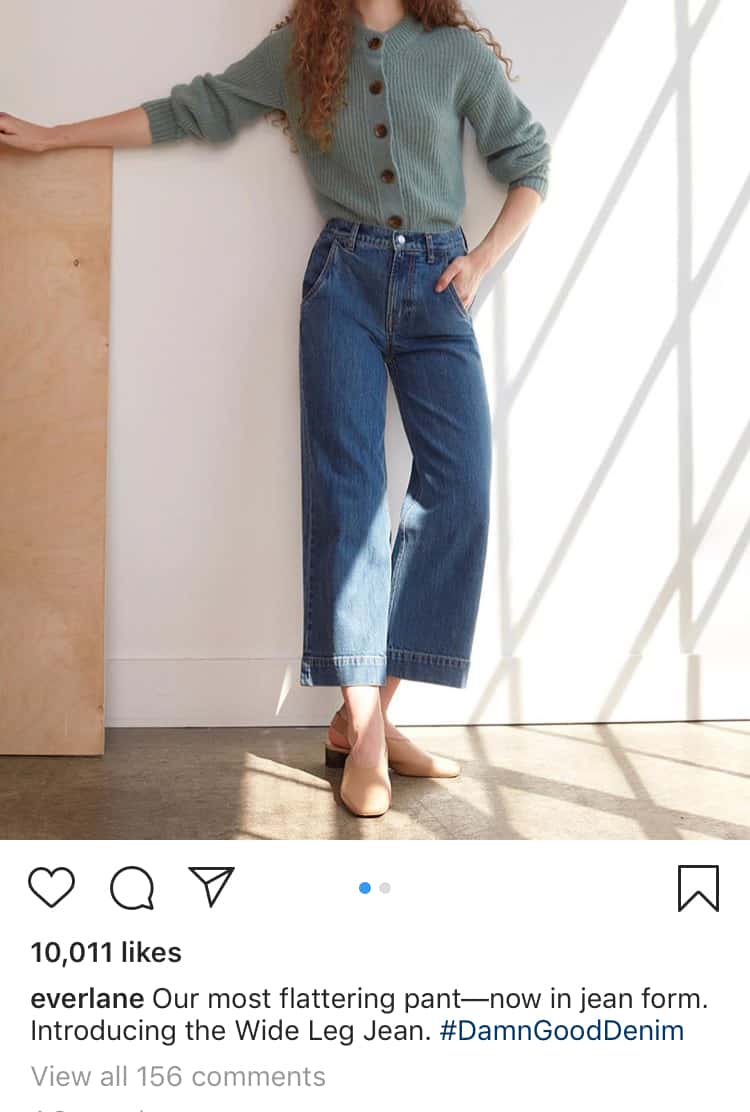 10,011 likes
everlane Our most flattering pant—now in jean form.
Introducing the Wide Leg Jean. #DamnGoodDenim
View all 156 comments